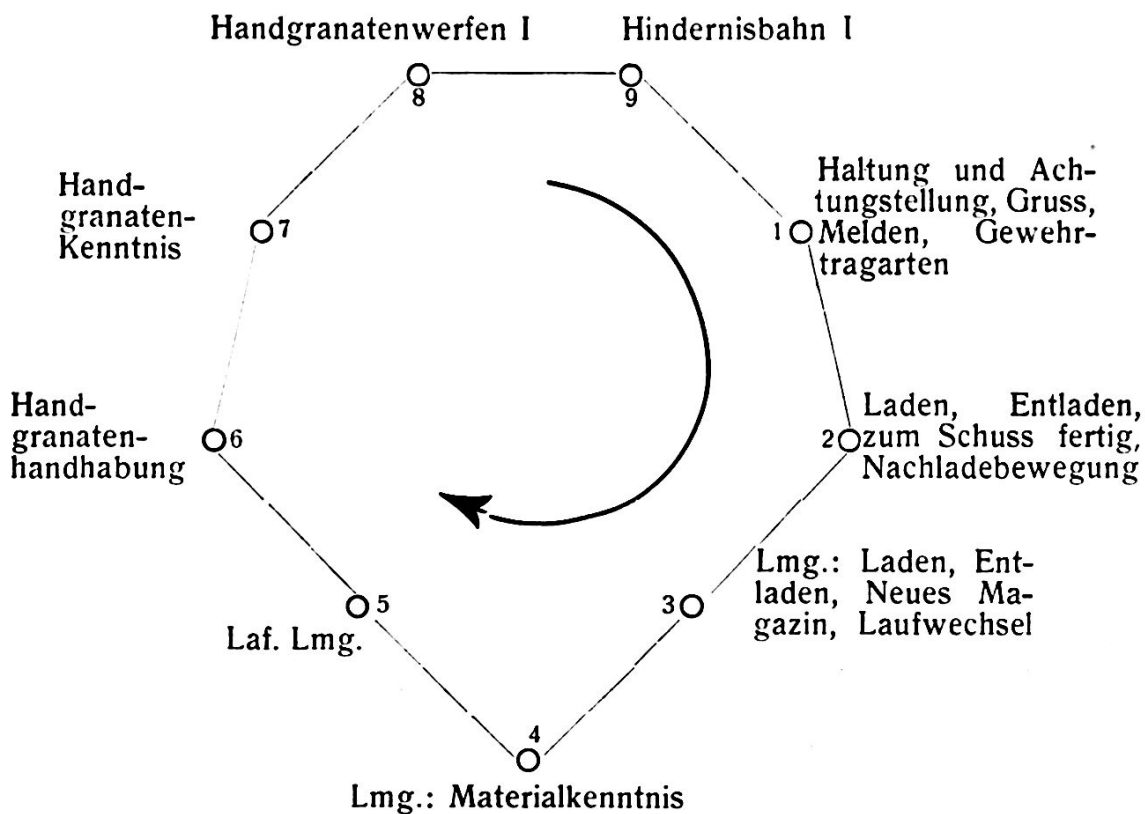 Handgranatenwerfen I
Hindernisbahn I
8
9
Hand-
granaten-
Kenntnis
7
1
Haltung und Ach-
tungstellung, Gruss,
Melden, Gewehr-
tragarten
Hand-
granaten-
handhabung
6
2
Laden, Entladen,
zum Schuss fertig,
Nachladebewegung
5
Laf. Lmg.
3
Lmg.: Laden, Ent-
laden, Neues Ma-
gazin, Laufwechsel
4
Lmg.: Materialkenntnis